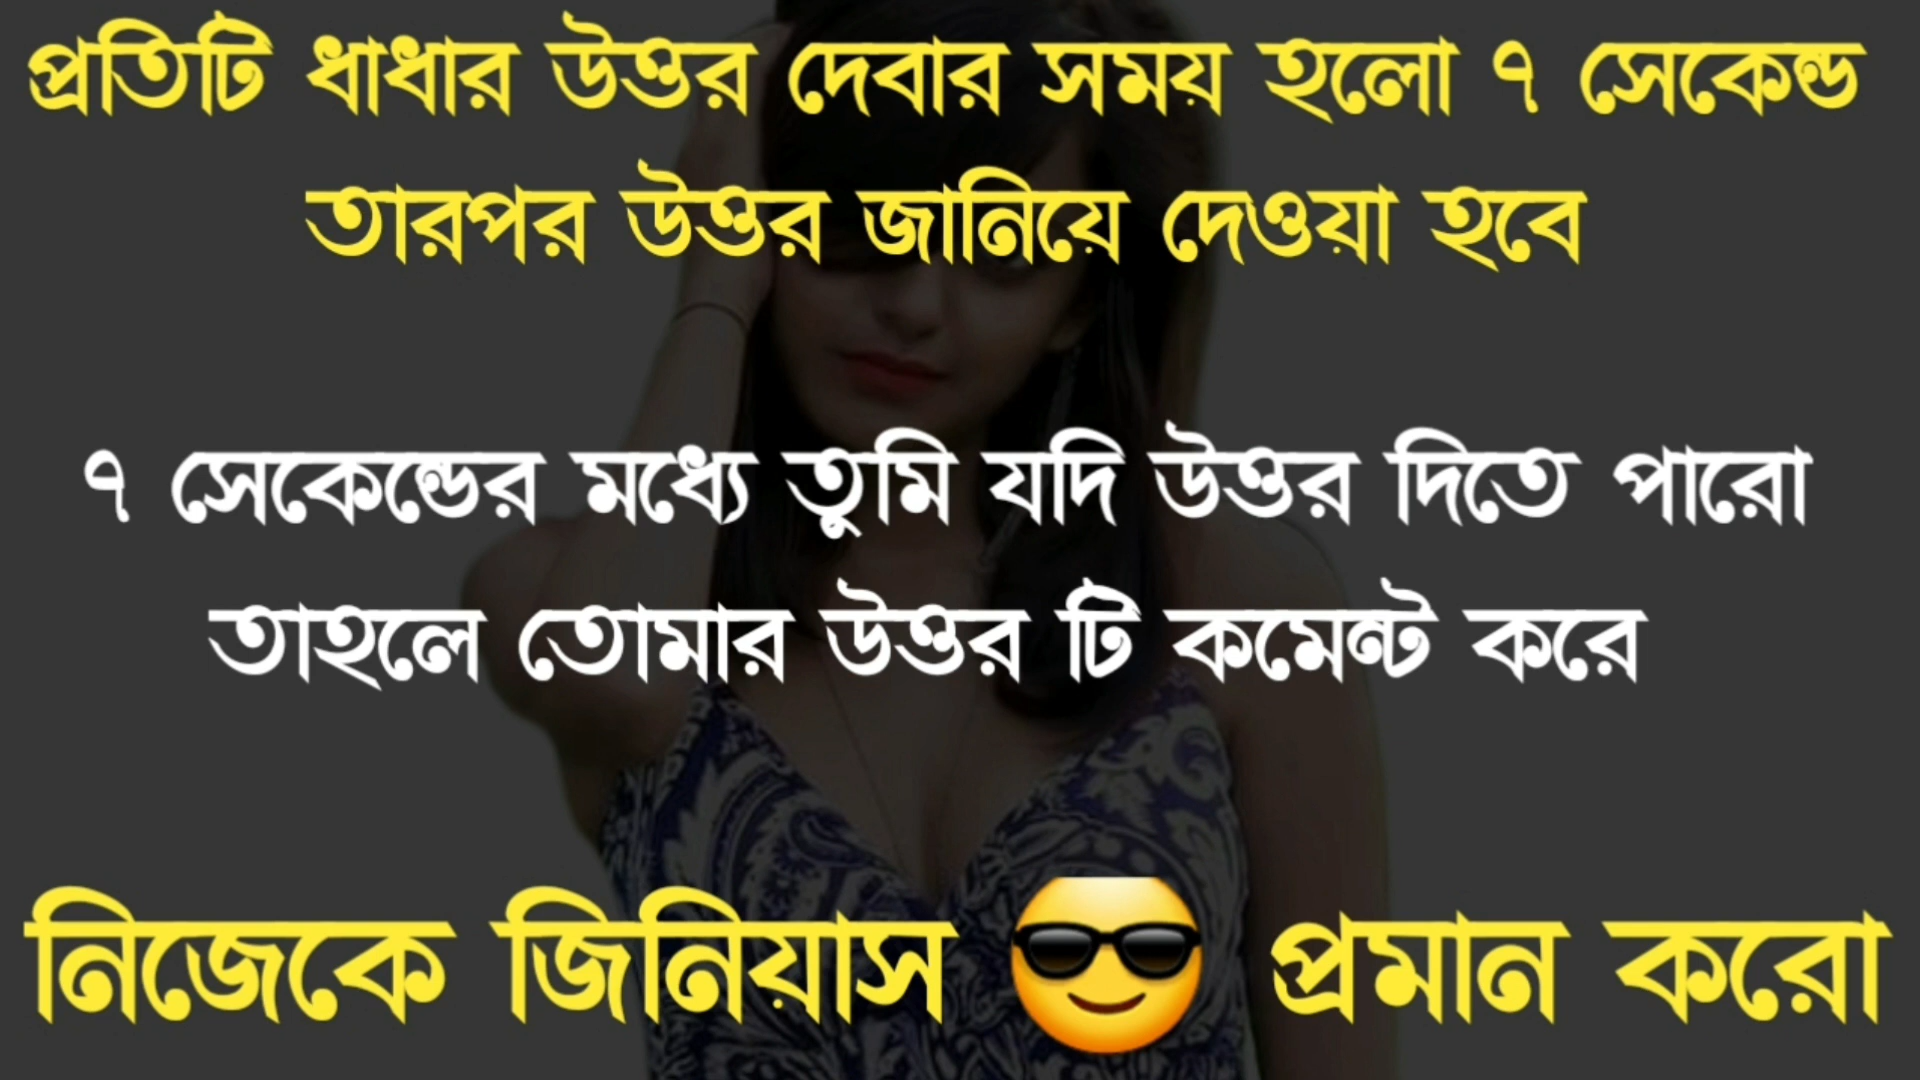 প্রতিটি ধাধার উত্তর দেবার সময় হলো ৭ সেকেন্ড
তারপর উত্তর জানিয়ে দেওয়া হবে
৭ সেকেন্ডের মধ্যে তুমি যদি উত্তর দিতে পারো
তাহলে তোমার উত্তর টি কমেন্ট করে
নিজেকে জিনিয়াস 😎 প্রমান করো